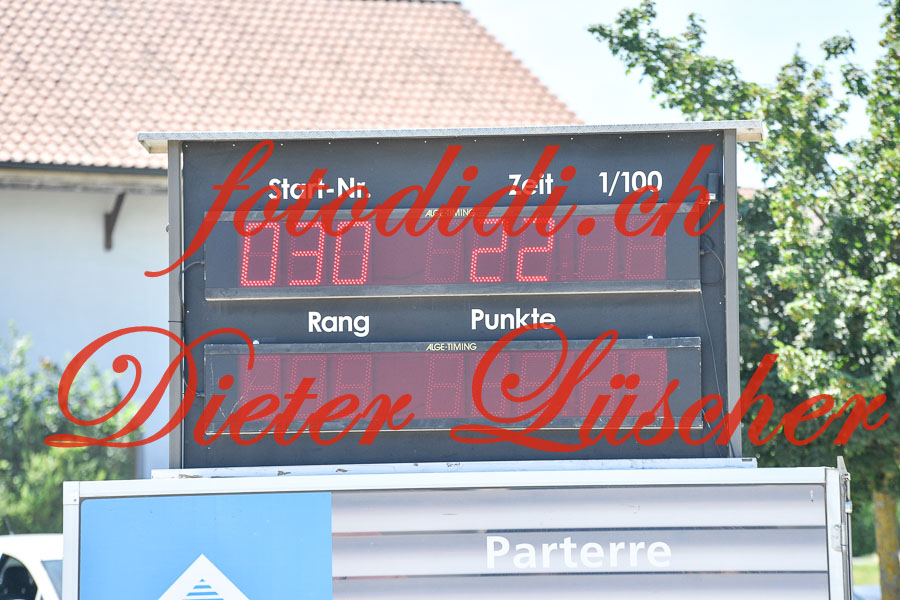 Start-Nr. Zeit 1/100
fotodidi.ch
ALGE-TIMING
030 22
Rang Punkte
ALGE-TIMING
Dieter Lüscher
Parterre